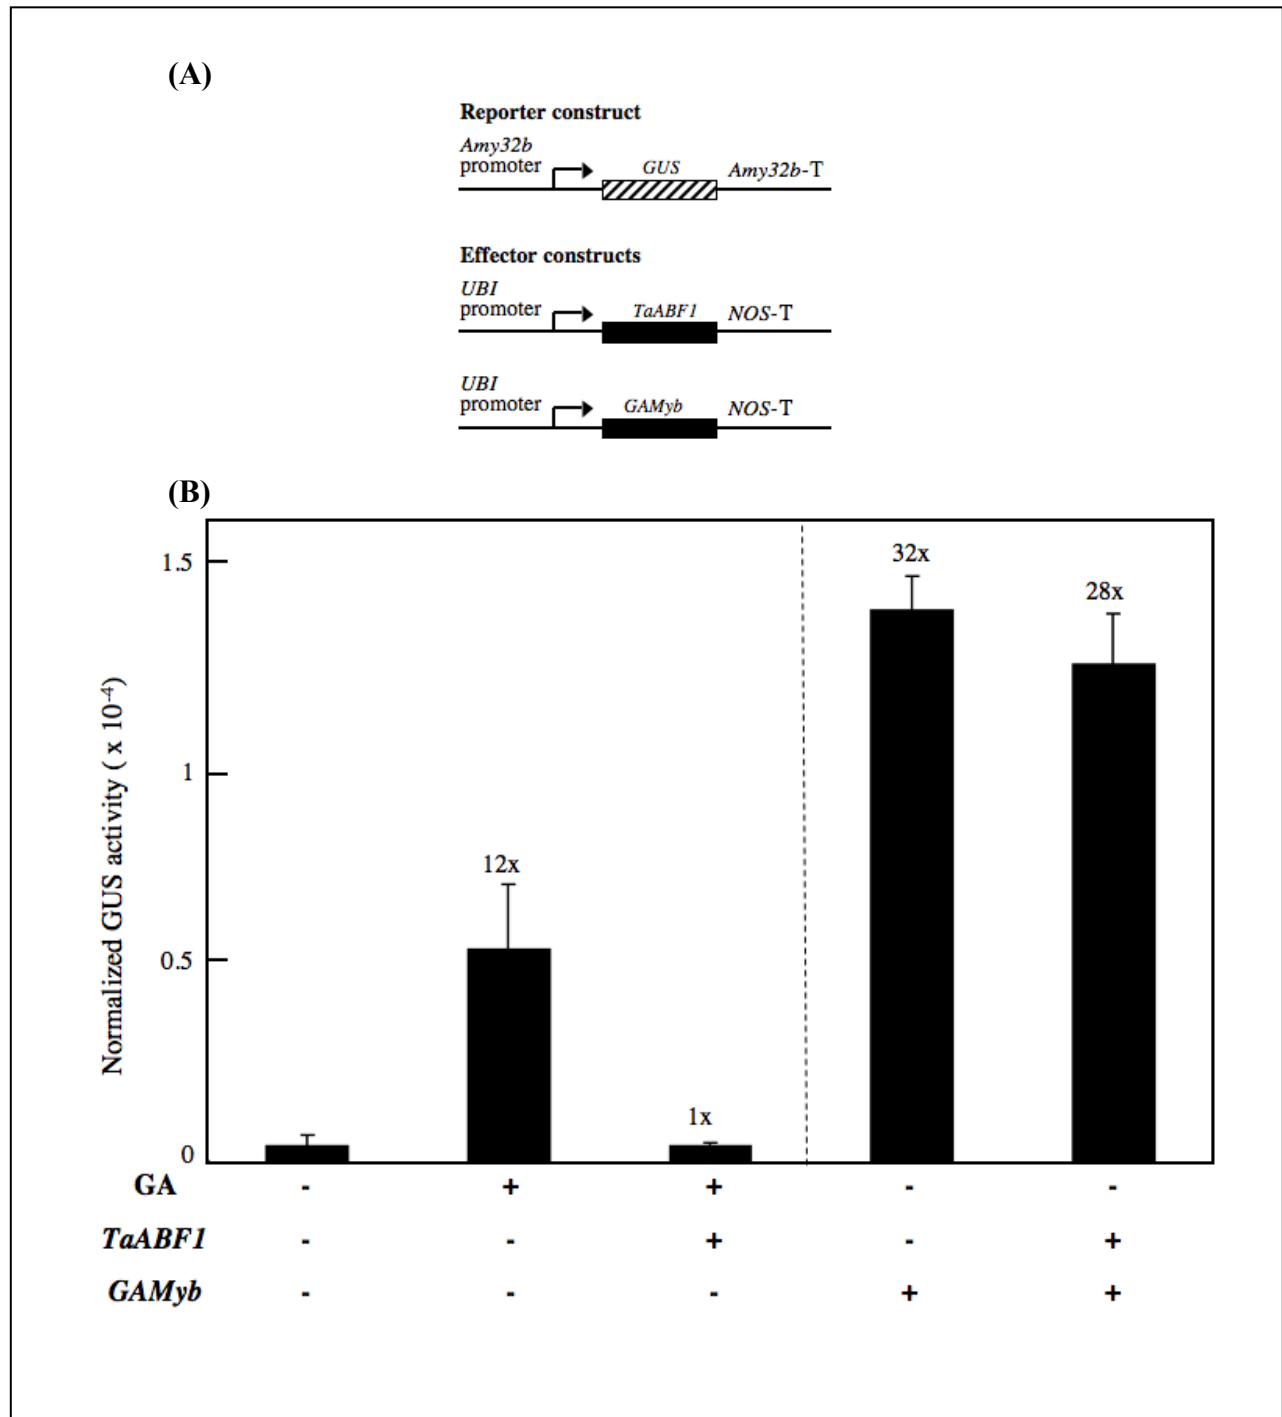 (A)
Reporter construct
Amy32b
promoter
GUS
Amy32b-T
Effector constructs
UBI
promoter
TaABF1
NOS-T
UBI
promoter
GAMyb
NOS-T
(B)
Normalized GUS activity ( x 10⁻⁴)
1.5
1
0.5
0
12x
1x
32x
28x
GA - + + - -
TaABF1 - - + - +
GAMyb - - - + +